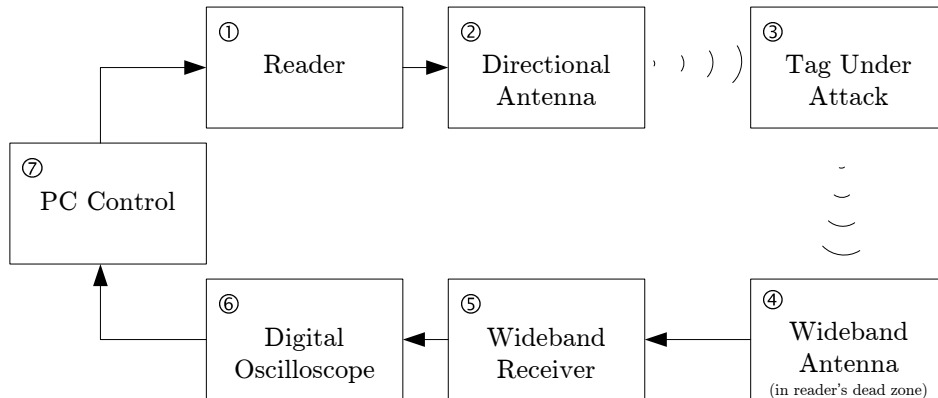 ①
Reader
②
Directional
Antenna
③
Tag Under
Attack
⑦
PC Control
⑥
Digital
Oscilloscope
⑤
Wideband
Receiver
④
Wideband
Antenna
(in reader's dead zone)